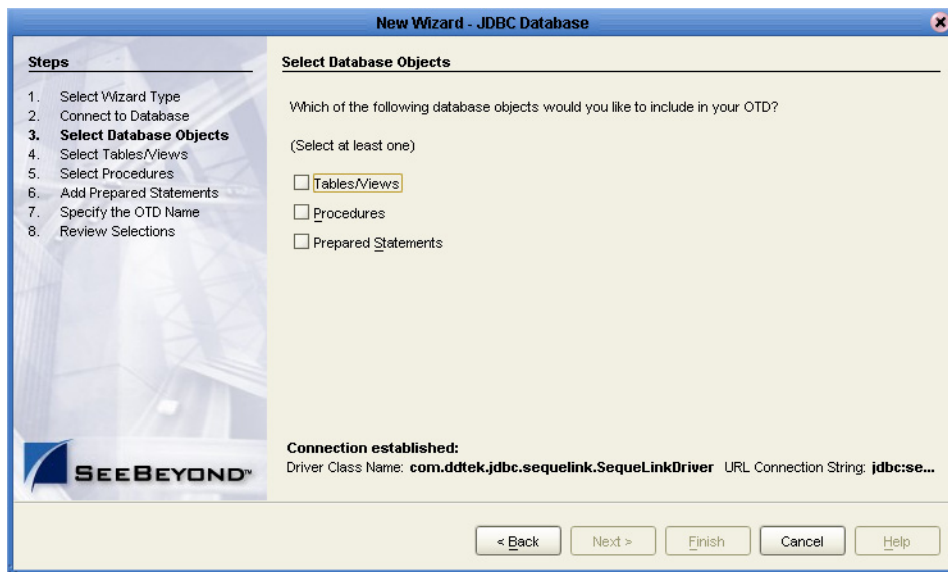 New Wizard - JDBC Database
Steps
1. Select Wizard Type
2. Connect to Database
3. Select Database Objects
4. Select Tables/Views
5. Select Procedures
6. Add Prepared Statements
7. Specify the OTD Name
8. Review Selections
SEEBEYOND™
Select Database Objects
Which of the following database objects would you like to include in your OTD?
(Select at least one)
Tables/Views
Procedures
Prepared Statements
Connection established:
Driver Class Name: com.ddtek.jdbc.sequelink.SequeLinkDriver URL Connection String: jdbc:se...
< Back Next > Finish Cancel Help